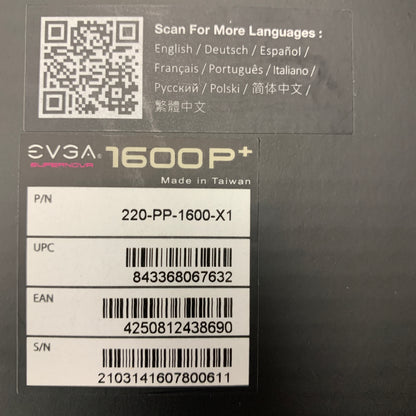 Scan For More Languages :
English / Deutsch / Español /
Français / Português / Italiano /
Русский / Polski / 简体中文 /
繁體中文
EVGA® 1600P+
SUPERNOVA
Made in Taiwan
P/N
220-PP-1600-X1
UPC
843368067632
EAN
4250812438690
S/N
2103141607800611